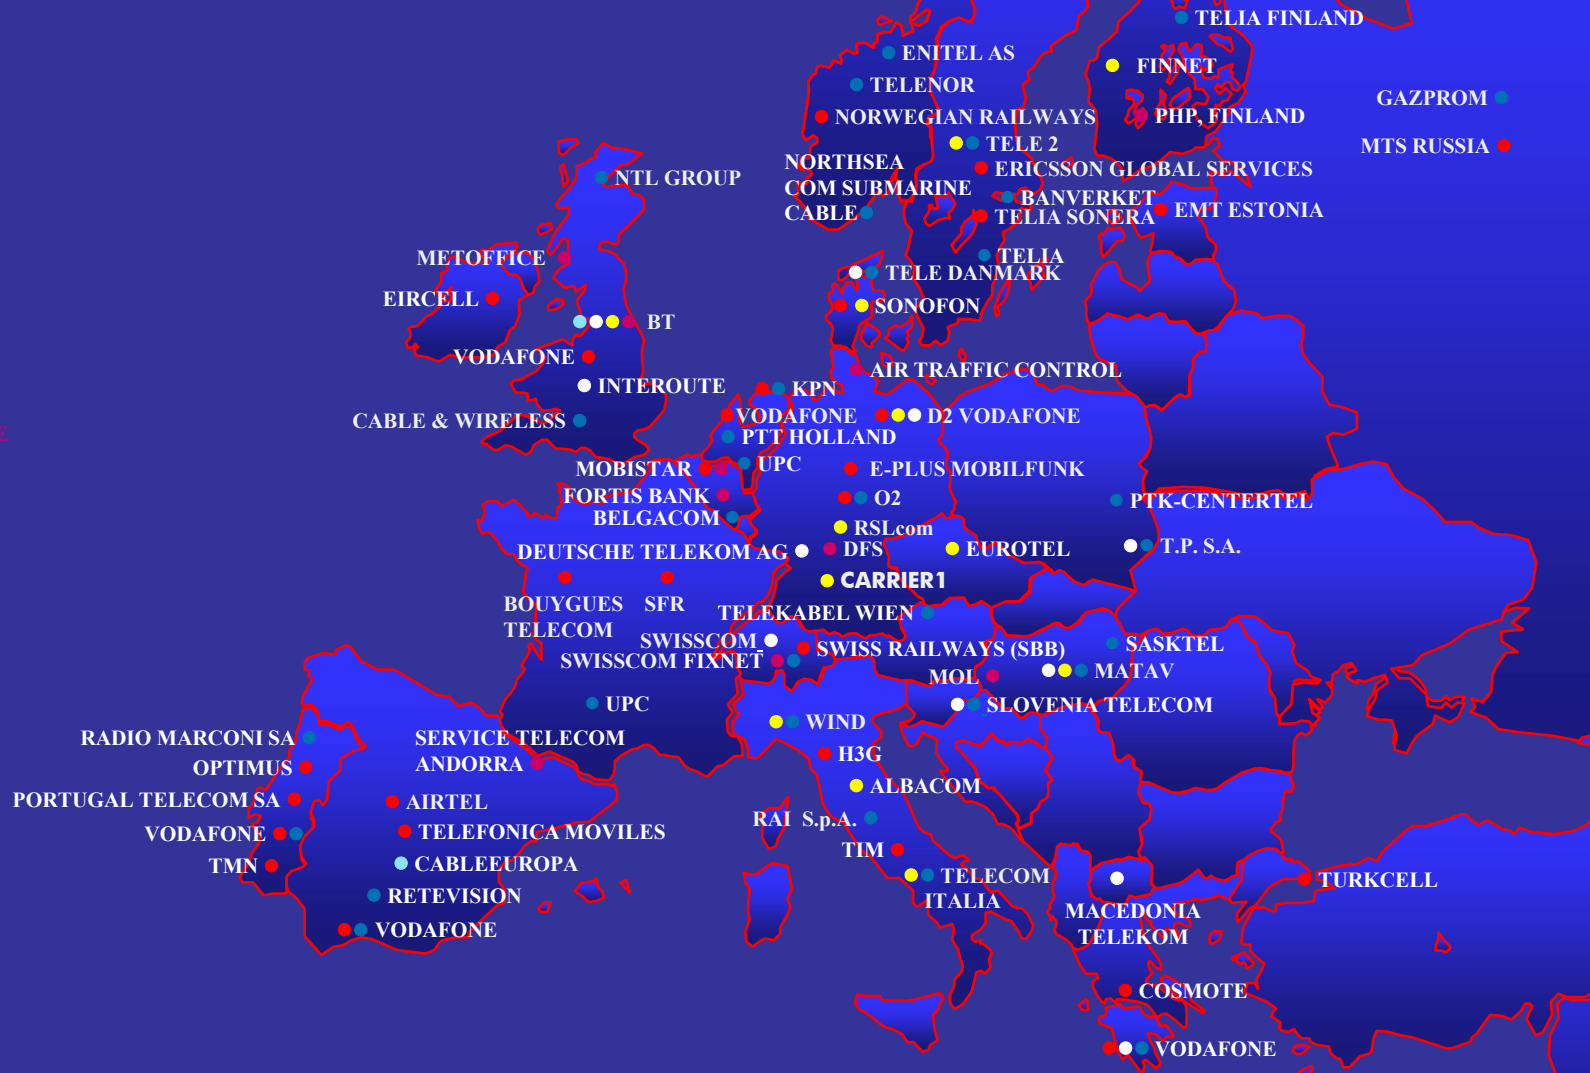 TELIA FINLAND
ENITEL AS
FINNET
TELENOR
GAZPROM
NORWEGIAN RAILWAYS
PHP, FINLAND
TELE 2
MTS RUSSIA
NORTHSEA
COM SUBMARINE
CABLE
ERICSSON GLOBAL SERVICES
NTL GROUP
BANVERKET
TELIA SONERA
EMT ESTONIA
METOFFICE
TELIA
TELE DANMARK
EIRCELL
SONOFON
BT
VODAFONE
AIR TRAFFIC CONTROL
INTEROUTE
KPN
CABLE & WIRELESS
VODAFONE
D2 VODAFONE
E
PTT HOLLAND
MOBISTAR
UPC
E-PLUS MOBILFUNK
FORTIS BANK
O2
PTK-CENTERTEL
BELGACOM
RSLcom
DEUTSCHE TELEKOM AG
DFS
EUROTEL
T.P. S.A.
CARRIER1
BOUYGUES
TELECOM
SFR
TELEKABEL WIEN
SWISSCOM
SWISS RAILWAYS (SBB)
SASKTEL
SWISSCOM FIXNET
MOL
MATAV
UPC
SLOVENIA TELECOM
RADIO MARCONI SA
SERVICE TELECOM
ANDORRA
WIND
OPTIMUS
H3G
PORTUGAL TELECOM SA
AIRTEL
ALBACOM
VODAFONE
TELEFONICA MOVILES
RAI S.p.A.
TMN
CABLEEUROPA
TIM
RETEVISION
TELECOM
ITALIA
TURKCELL
VODAFONE
MACEDONIA
TELEKOM
COSMOTE
VODAFONE